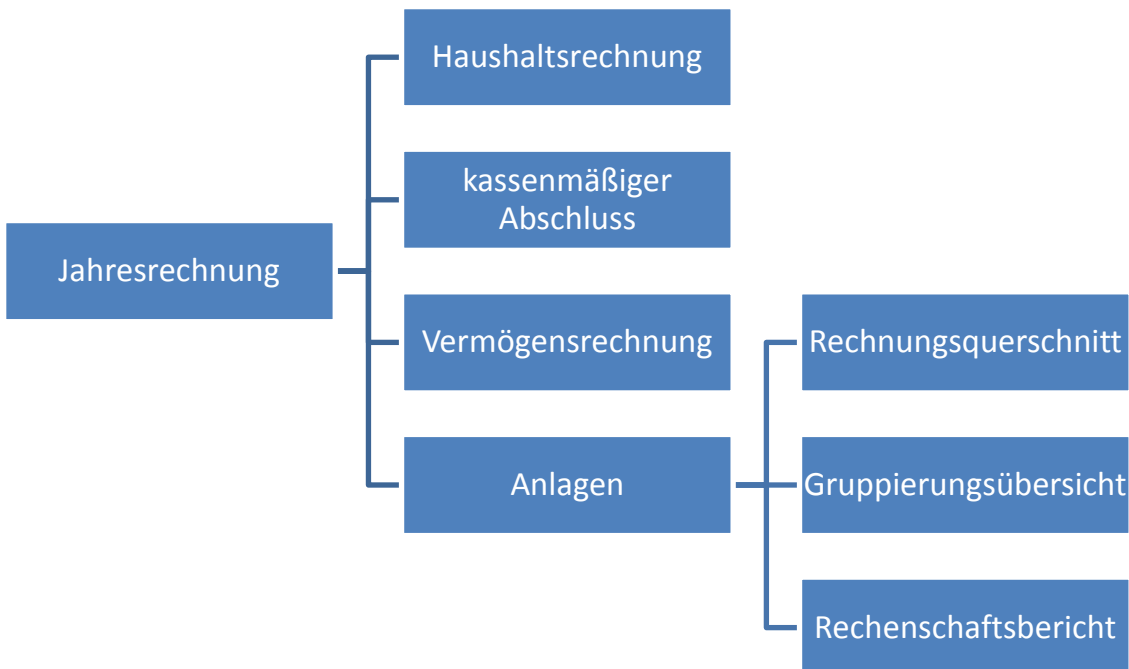 Haushaltsrechnung
kassenmäßiger
Abschluss
Jahresrechnung
Vermögensrechnung
Rechnungsquerschnitt
Anlagen
Gruppierungsübersicht
Rechenschaftsbericht